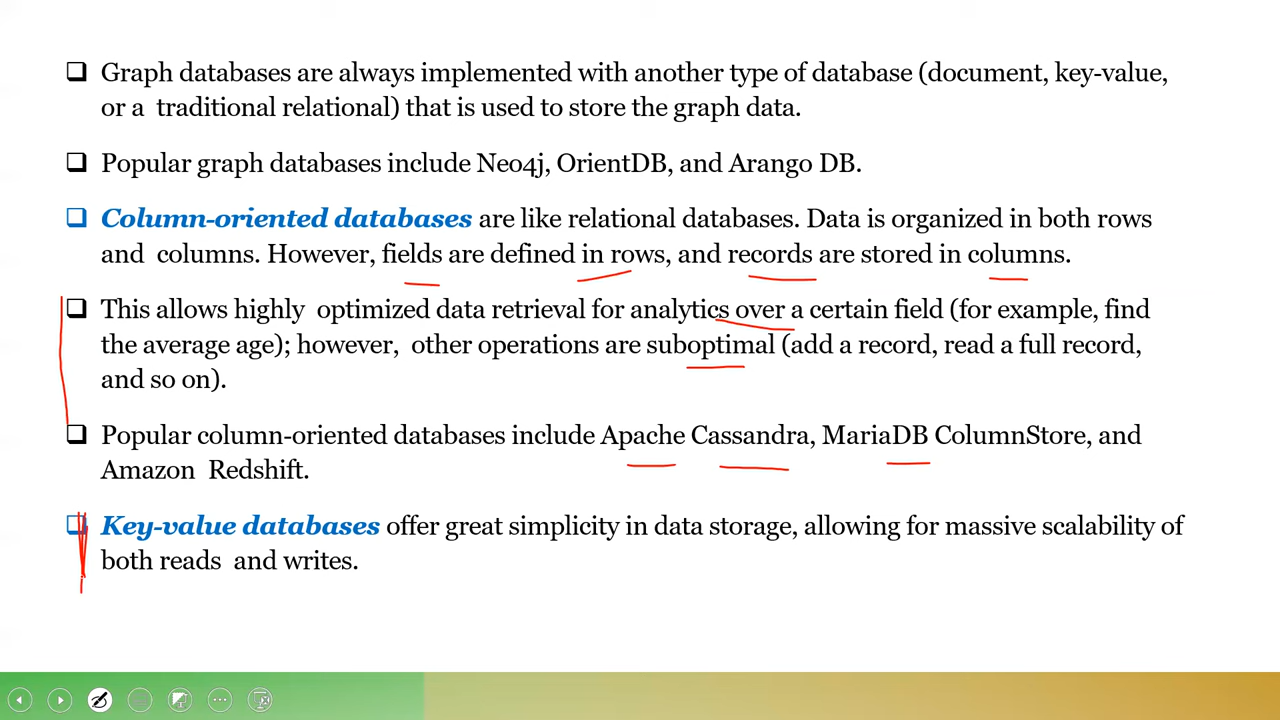 Graph databases are always implemented with another type of database (document, key-value,
or a traditional relational) that is used to store the graph data.
Popular graph databases include Neo4j, OrientDB, and Arango DB.
Column-oriented databases are like relational databases. Data is organized in both rows
and columns. However, fields are defined in rows, and records are stored in columns.
This allows highly optimized data retrieval for analytics over a certain field (for example, find
the average age); however, other operations are suboptimal (add a record, read a full record,
and so on).
Popular column-oriented databases include Apache Cassandra, MariaDB ColumnStore, and
Amazon Redshift.
Key-value databases offer great simplicity in data storage, allowing for massive scalability of
both reads and writes.